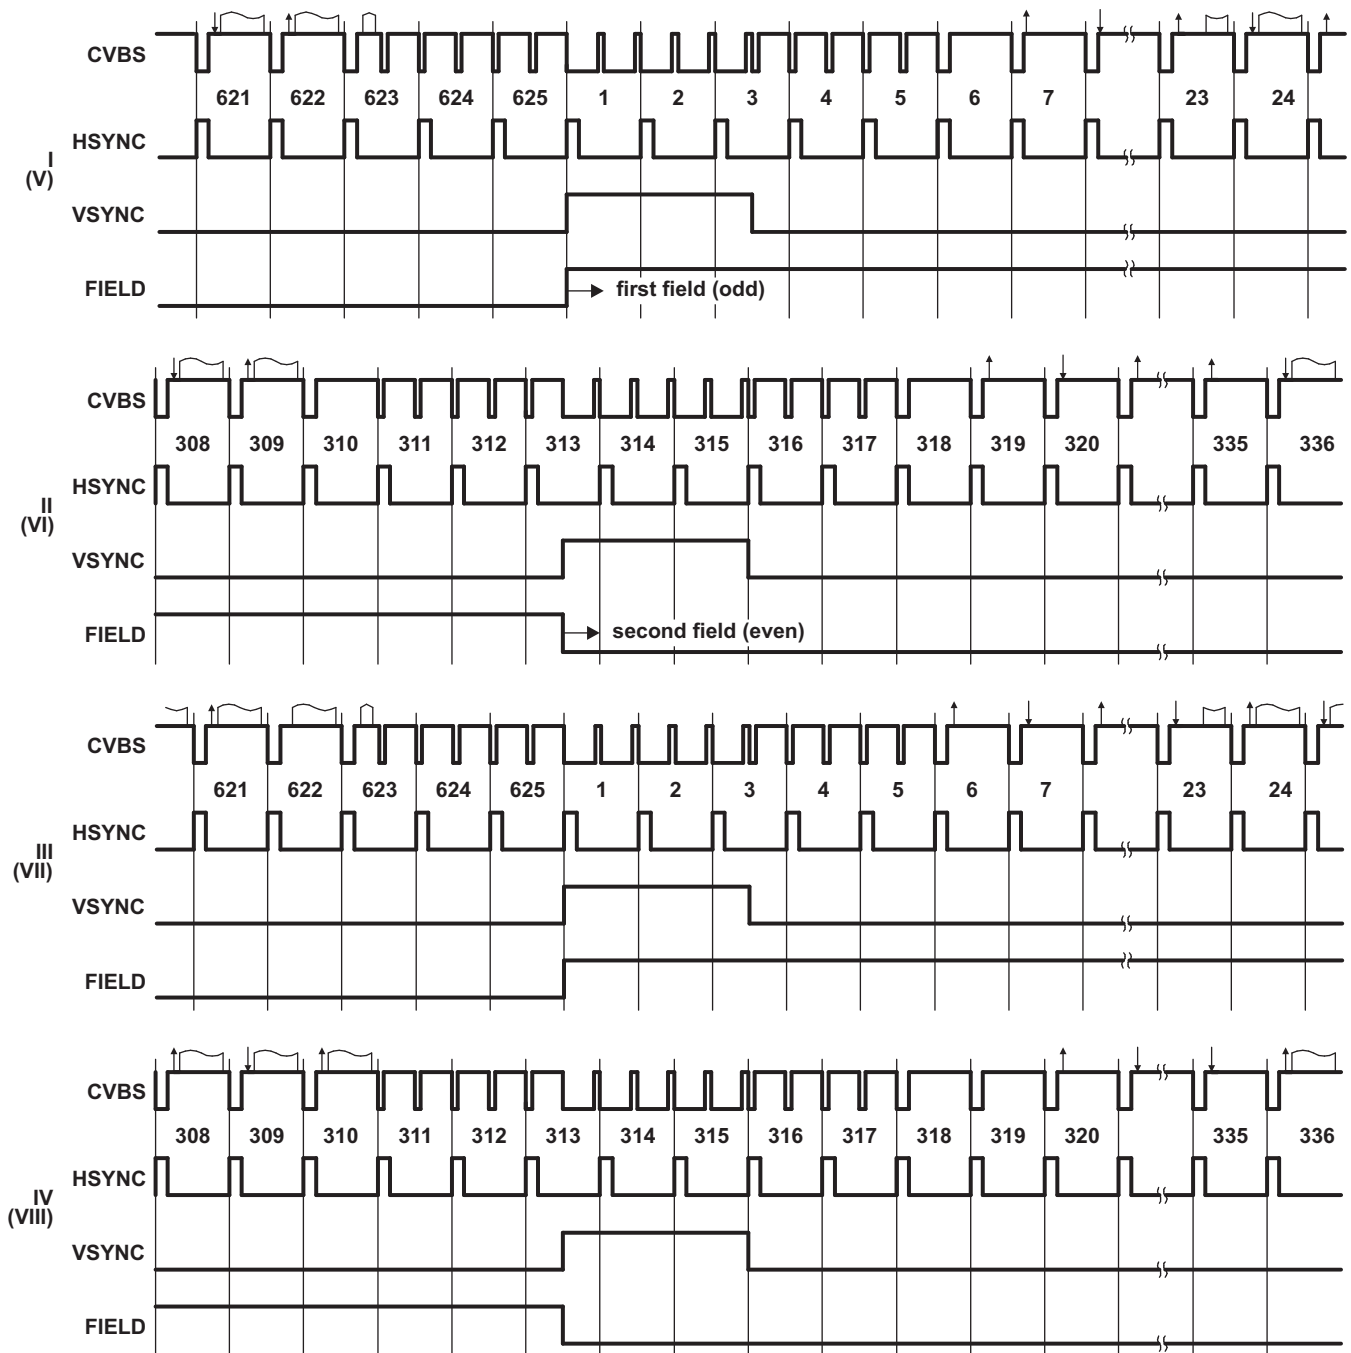 CVBS
621 622 623 624 625 1 2 3 4 5 6 7 23 24
HSYNC
I
(V)
VSYNC
FIELD
first field (odd)
CVBS
308 309 310 311 312 313 314 315 316 317 318 319 320 335 336
HSYNC
II
(VI)
VSYNC
FIELD
second field (even)
CVBS
621 622 623 624 625 1 2 3 4 5 6 7 23 24
HSYNC
III
(VII)
VSYNC
FIELD
CVBS
308 309 310 311 312 313 314 315 316 317 318 319 320 335 336
HSYNC
IV
(VIII)
VSYNC
FIELD